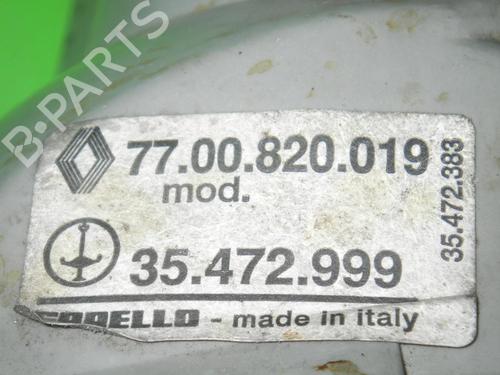 B-PARTS
77.00.820.019
mod.
35.472.999
35.472.383
- made in italy